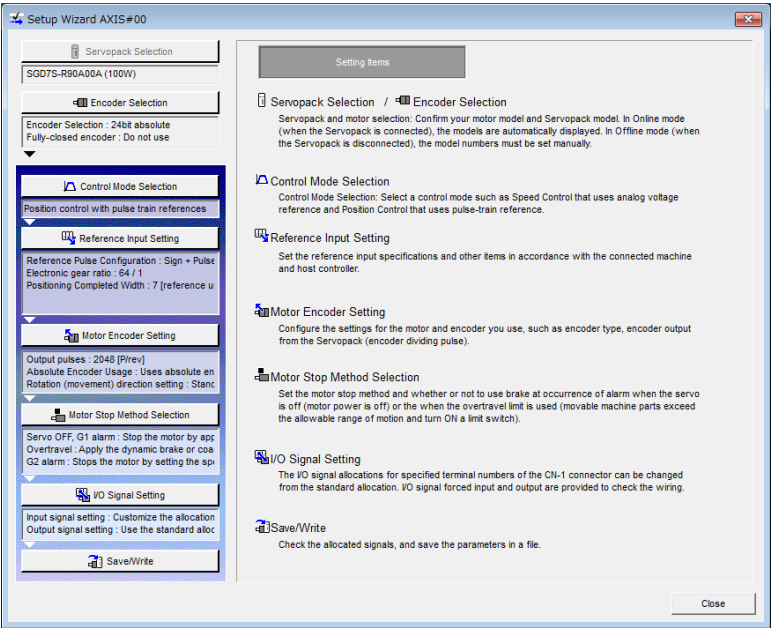 Setup Wizard AXIS#00
Servopack Selection
SGD7S-R90A00A (100W)
Encoder Selection
Encoder Selection : 24bit absolute
Fully-closed encoder : Do not use
Control Mode Selection
Position control with pulse train references
Reference Input Setting
Reference Pulse Configuration : Sign + Pulse
Electronic gear ratio : 64 / 1
Positioning Completed Width : 7 [reference u
Motor Encoder Setting
Output pulses : 2048 [P/rev]
Absolute Encoder Usage : Uses absolute en
Rotation (movement) direction setting : Stanc
Motor Stop Method Selection
Servo OFF, G1 alarm : Stop the motor by app
Overtravel : Apply the dynamic brake or coa
G2 alarm : Stops the motor by setting the spe
I/O Signal Setting
Input signal setting : Customize the allocation
Output signal setting : Use the standard alloc
Save/Write
Setting Items
Servopack Selection / Encoder Selection
Servopack and motor selection: Confirm your motor model and Servopack model. In Online mode
(when the Servopack is connected), the models are automatically displayed. In Offline mode (when
the Servopack is disconnected), the model numbers must be set manually.
Control Mode Selection
Control Mode Selection: Select a control mode such as Speed Control that uses analog voltage
reference and Position Control that uses pulse-train reference.
Reference Input Setting
Set the reference input specifications and other items in accordance with the connected machine
and host controller.
Motor Encoder Setting
Configure the settings for the motor and encoder you use, such as encoder type, encoder output
from the Servopack (encoder dividing pulse).
Motor Stop Method Selection
Set the motor stop method and whether or not to use brake at occurrence of alarm when the servo
is off (motor power is off) or the when the overtravel limit is used (movable machine parts exceed
the allowable range of motion and turn ON a limit switch).
I/O Signal Setting
The I/O signal allocations for specified terminal numbers of the CN-1 connector can be changed
from the standard allocation. I/O signal forced input and output are provided to check the wiring.
Save/Write
Check the allocated signals, and save the parameters in a file.
Close